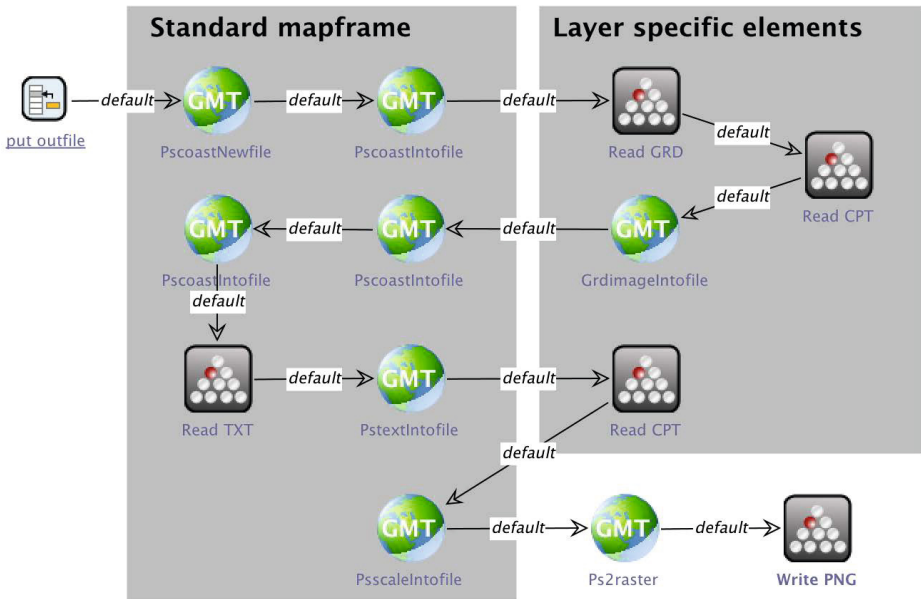 Standard mapframe
Layer specific elements
put outfile
default
GMT
PscoastNewfile
default
GMT
PscoastIntofile
default
Read GRD
default
Read CPT
default
GMT
GrdimageIntofile
default
GMT
PscoastIntofile
default
GMT
PscoastIntofile
default
Read TXT
default
GMT
PstextIntofile
default
Read CPT
default
GMT
PsscaleIntofile
default
GMT
Ps2raster
default
Write PNG